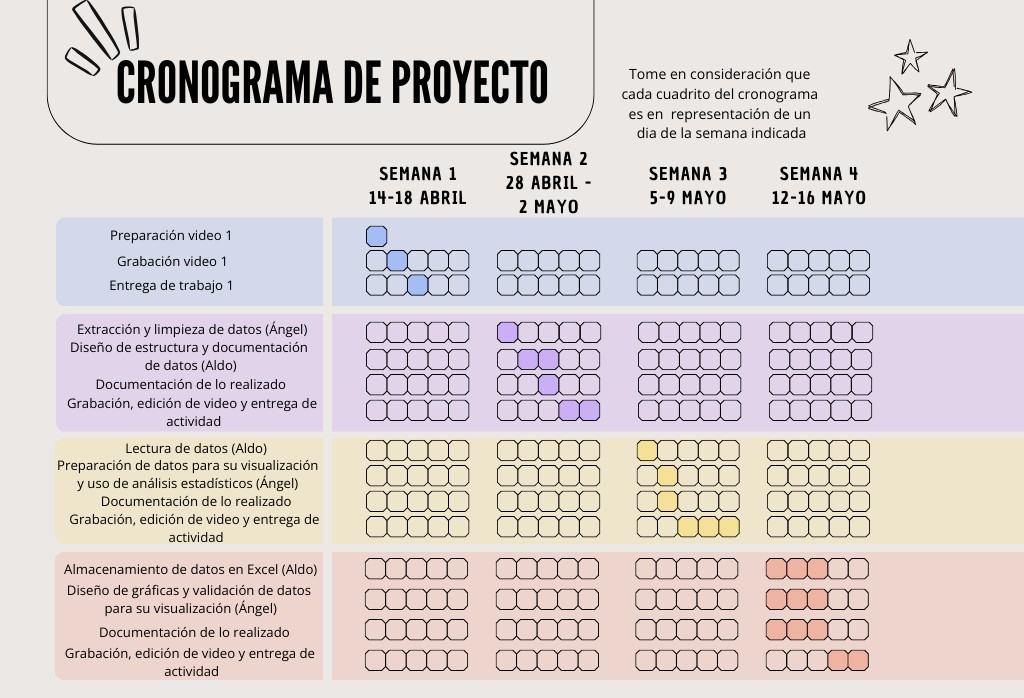 CRONOGRAMA DE PROYECTO
Tome en consideración que
cada cuadrito del cronograma
es en representación de un
dia de la semana indicada
SEMANA 1
14-18 ABRIL
SEMANA 2
28 ABRIL -
2 MAYO
SEMANA 3
5-9 MAYO
SEMANA 4
12-16 MAYO
Preparación video 1
Grabación video 1
Entrega de trabajo 1
Extracción y limpieza de datos (Ángel)
Diseño de estructura y documentación
de datos (Aldo)
Documentación de lo realizado
Grabación, edición de video y entrega de
actividad
Lectura de datos (Aldo)
Preparación de datos para su visualización
y uso de análisis estadísticos (Ángel)
Documentación de lo realizado
Grabación, edición de video y entrega de
actividad
Almacenamiento de datos en Excel (Aldo)
Diseño de gráficas y validación de datos
para su visualización (Ángel)
Documentación de lo realizado
Grabación, edición de video y entrega de
actividad